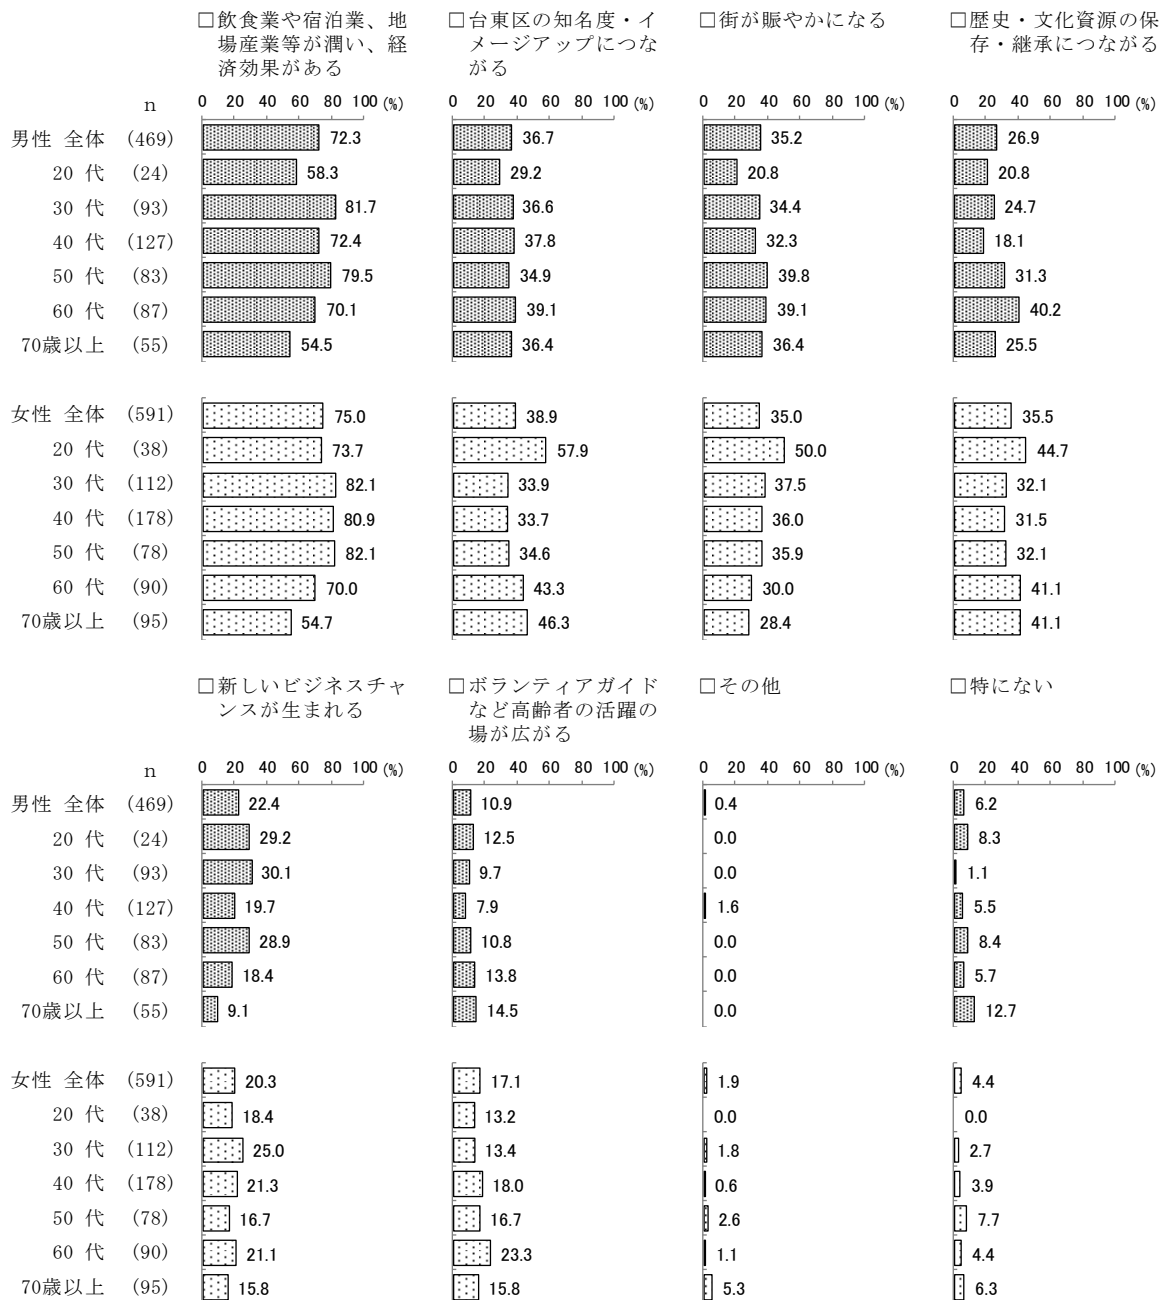 □飲食業や宿泊業、地
場産業等が潤い、経
済効果がある
□台東区の知名度・イ
メージアップにつな
がる
□街が賑やかになる
□歴史・文化資源の保
存・継承につながる
n
0 20 40 60 80 100 (%)
0 20 40 60 80 100 (%)
0 20 40 60 80 100 (%)
0 20 40 60 80 100 (%)
男性 全体 (469) 72.3 36.7 35.2 26.9
20 代 (24) 58.3 29.2 20.8 20.8
30 代 (93) 81.7 36.6 34.4 24.7
40 代 (127) 72.4 37.8 32.3 18.1
50 代 (83) 79.5 34.9 39.8 31.3
60 代 (87) 70.1 39.1 39.1 40.2
70歳以上 (55) 54.5 36.4 36.4 25.5
女性 全体 (591) 75.0 38.9 35.0 35.5
20 代 (38) 73.7 57.9 50.0 44.7
30 代 (112) 82.1 33.9 37.5 32.1
40 代 (178) 80.9 33.7 36.0 31.5
50 代 (78) 82.1 34.6 35.9 32.1
60 代 (90) 70.0 43.3 30.0 41.1
70歳以上 (95) 54.7 46.3 28.4 41.1
□新しいビジネスチャ
ンスが生まれる
□ボランティアガイド
など高齢者の活躍の
場が広がる
□その他
□特にない
n
0 20 40 60 80 100 (%)
0 20 40 60 80 100 (%)
0 20 40 60 80 100 (%)
0 20 40 60 80 100 (%)
男性 全体 (469) 22.4 10.9 0.4 6.2
20 代 (24) 29.2 12.5 0.0 8.3
30 代 (93) 30.1 9.7 0.0 1.1
40 代 (127) 19.7 7.9 1.6 5.5
50 代 (83) 28.9 10.8 0.0 8.4
60 代 (87) 18.4 13.8 0.0 5.7
70歳以上 (55) 9.1 14.5 0.0 12.7
女性 全体 (591) 20.3 17.1 1.9 4.4
20 代 (38) 18.4 13.2 0.0 0.0
30 代 (112) 25.0 13.4 1.8 2.7
40 代 (178) 21.3 18.0 0.6 3.9
50 代 (78) 16.7 16.7 2.6 7.7
60 代 (90) 21.1 23.3 1.1 4.4
70歳以上 (95) 15.8 15.8 5.3 6.3